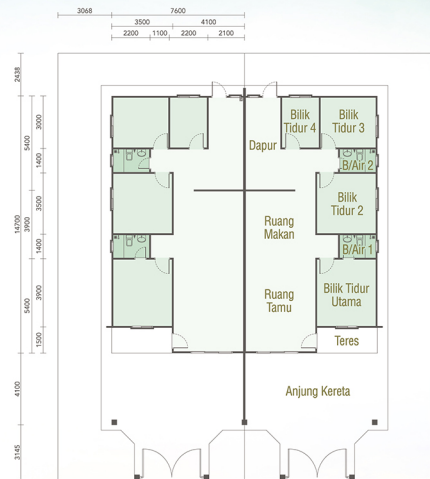 3068
7600
3500
4100
2200
1100
2200
2100
2438
5400
3000
1400
14700
3900
3500
1400
5400
3900
1500
4100
3145
Bilik
Tidur 4
Bilik
Tidur 3
Dapur
B/Air 2
Bilik
Tidur 2
Ruang
Makan
B/Air 1
Ruang
Tamu
Bilik Tidur
Utama
Teres
Anjung Kereta